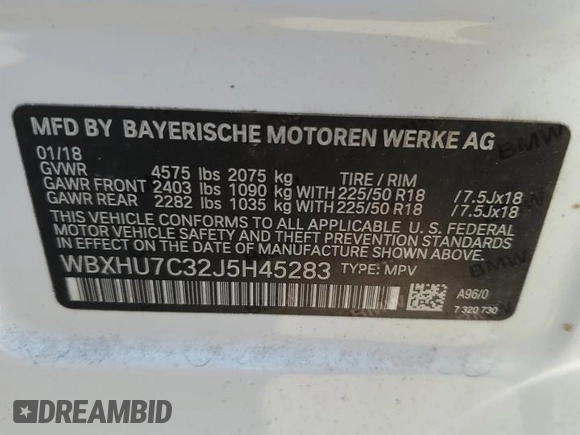 MFD BY BAYERISCHE MOTOREN WERKE AG
01/18
GVWR 4575 lbs 2075 kg TIRE / RIM
GAWR FRONT 2403 lbs 1090 kg WITH 225/50 R18 /7.5Jx18
GAWR REAR 2282 lbs 1035 kg WITH 225/50 R18 /7.5Jx18
THIS VEHICLE CONFORMS TO ALL APPLICABLE U. S. FEDERAL
MOTOR VEHICLE SAFETY, BUMPER, AND THEFT PREVENTION
STANDARDS IN EFFECT ON THE DATE OF MANUFACTURE SHOWN ABOVE.
WBXHU7C32J5H45283 TYPE: MPV
A96/0
7 320 730
BMW
BMW
DREAMBID